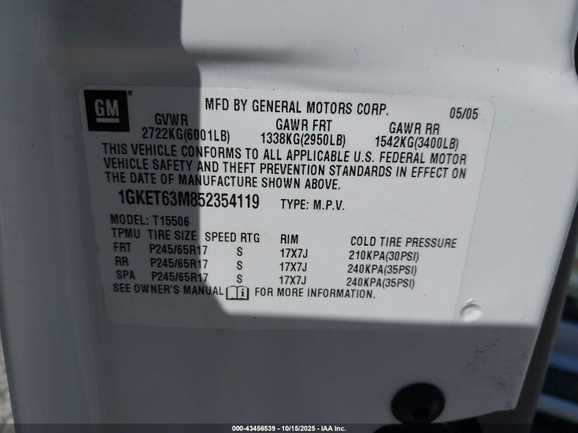 GM
MFD BY GENERAL MOTORS CORP. 05/05
GVWR GAWR FRT GAWR RR
2722KG(6001LB) 1338KG(2950LB) 1542KG(3400LB)
THIS VEHICLE CONFORMS TO ALL APPLICABLE U.S. FEDERAL MOTOR
VEHICLE SAFETY AND THEFT PREVENTION STANDARDS IN EFFECT ON
THE DATE OF MANUFACTURE SHOWN ABOVE.
1GKET63M852354119 TYPE: M.P.V.
MODEL: T15506
TPMU TIRE SIZE SPEED RTG RIM COLD TIRE PRESSURE
FRT P245/65R17 S 17X7J 210KPA(30PSI)
RR P245/65R17 S 17X7J 240KPA(35PSI)
SPA P245/65R17 S 17X7J 240KPA(35PSI)
SEE OWNER'S MANUAL FOR MORE INFORMATION.
000-43456539 - 10/15/2025 - IAA Inc.